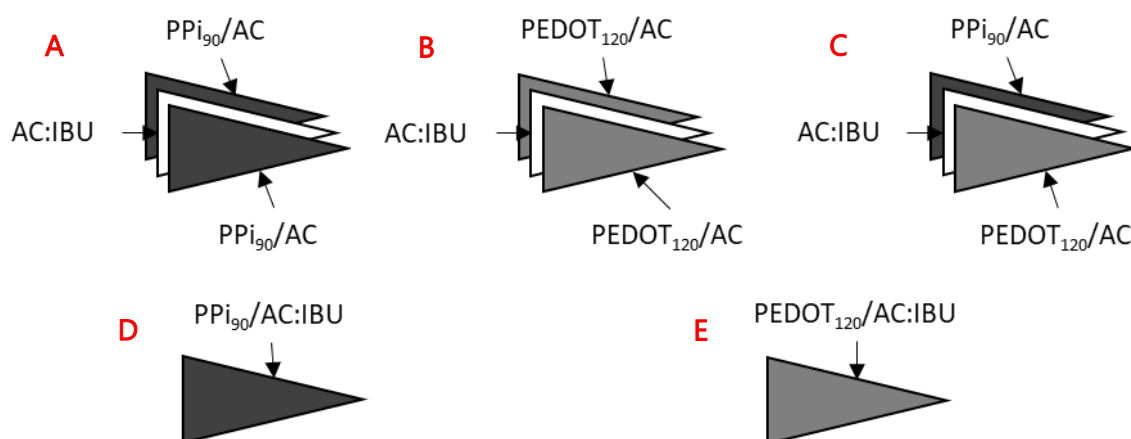 A
PPi₉₀/AC
AC:IBU
PPi₉₀/AC
B
PEDOT₁₂₀/AC
AC:IBU
PEDOT₁₂₀/AC
C
PPi₉₀/AC
AC:IBU
PEDOT₁₂₀/AC
D
PPi₉₀/AC:IBU
E
PEDOT₁₂₀/AC:IBU